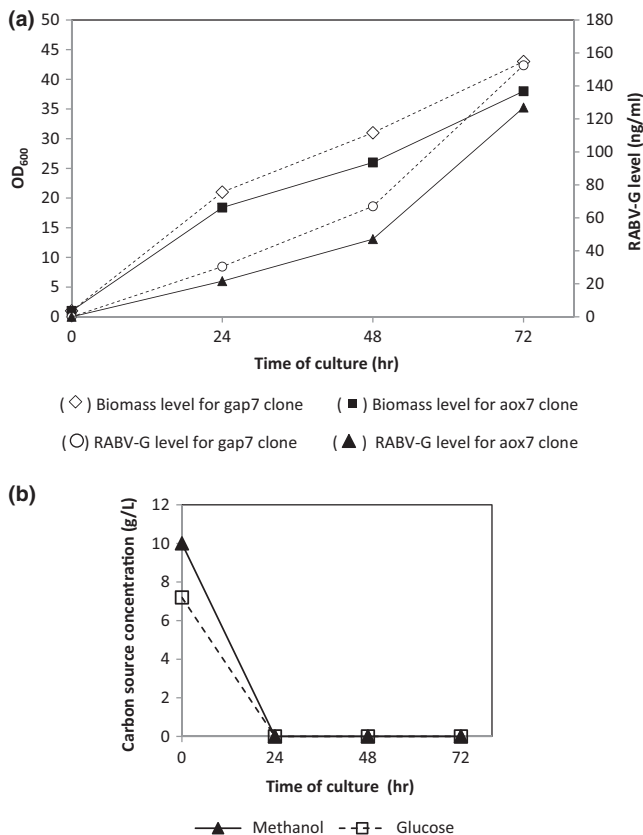 (a)
50
45
40
35
30
25
20
15
10
5
0
OD600
180
160
140
120
100
80
60
40
20
0
RABV-G level (ng/ml)
0 24 48 72
Time of culture (hr)
( ◇ ) Biomass level for gap7 clone ( ■ ) Biomass level for aox7 clone
( ○ ) RABV-G level for gap7 clone ( ▲ ) RABV-G level for aox7 clone
(b)
12
10
8
6
4
2
0
Carbon source concentration (g/L)
0 24 48 72
Time of culture (hr)
Methanol Glucose